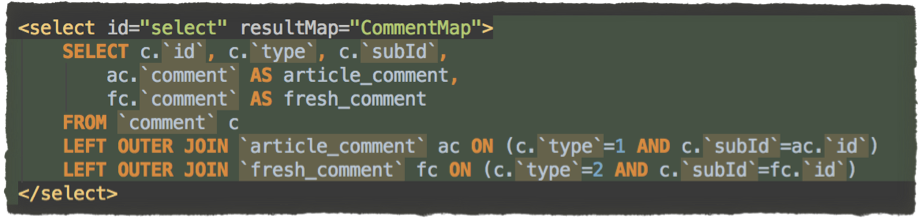 <select id="select" resultMap="CommentMap">
SELECT c.`id`, c.`type`, c.`subId`,
ac.`comment` AS article_comment,
fc.`comment` AS fresh_comment
FROM `comment` c
LEFT OUTER JOIN `article_comment` ac ON (c.`type`=1 AND c.`subId`=ac.`id`)
LEFT OUTER JOIN `fresh_comment` fc ON (c.`type`=2 AND c.`subId`=fc.`id`)
</select>